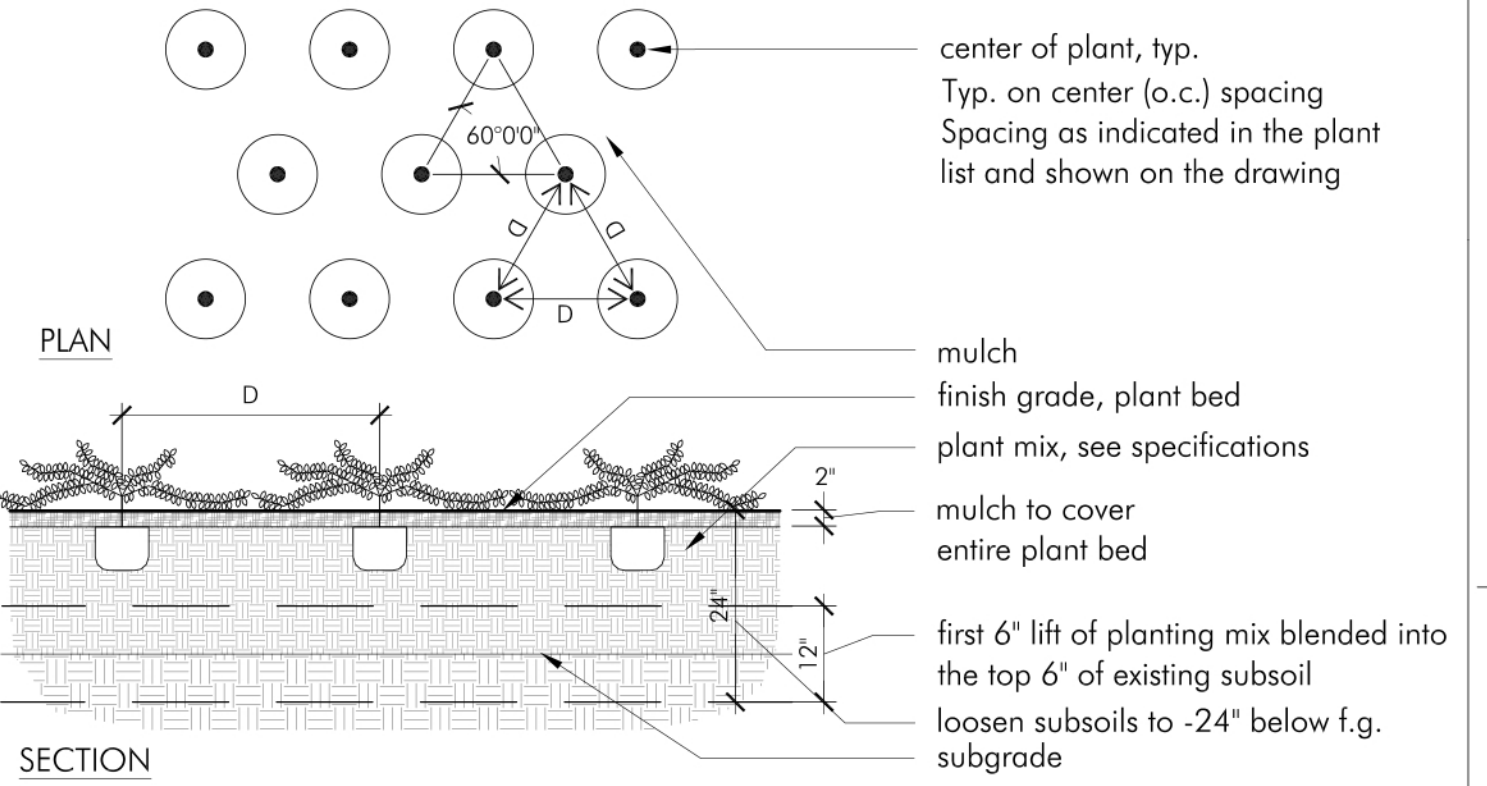 center of plant, typ.
Typ. on center (o.c.) spacing
Spacing as indicated in the plant
list and shown on the drawing
60°0'0"
D
D
D
PLAN
mulch
D
finish grade, plant bed
plant mix, see specifications
2"
mulch to cover
entire plant bed
24"
12"
first 6" lift of planting mix blended into
the top 6" of existing subsoil
loosen subsoils to -24" below f.g.
subgrade
SECTION